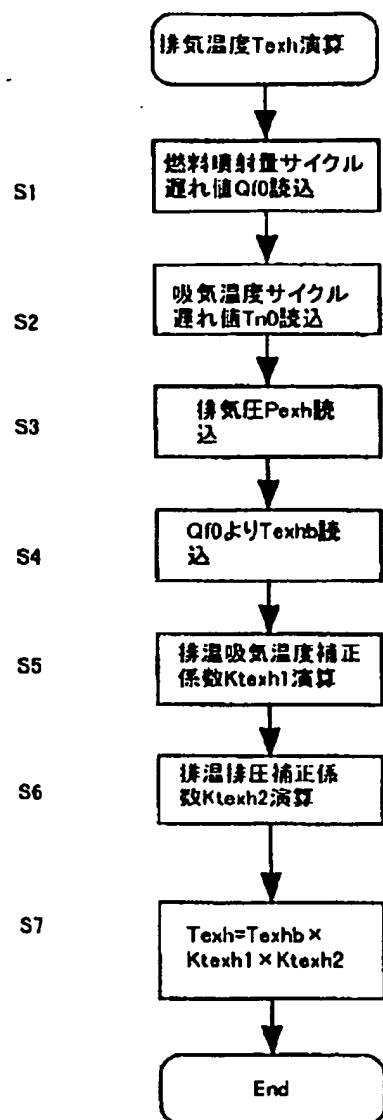 排気温度Texh演算
S1
燃料噴射量サイクル
遅れ値Qf0読込
S2
吸気温度サイクル
遅れ値Tn0読込
S3
排気圧Pexh読
込
S4
Qf0よりTexhb読
込
S5
排温吸気温度補正
係数Ktexh1演算
S6
排温排圧補正係
数Ktexh2演算
S7
Texh=Texhb×
Ktexh1×Ktexh2
End